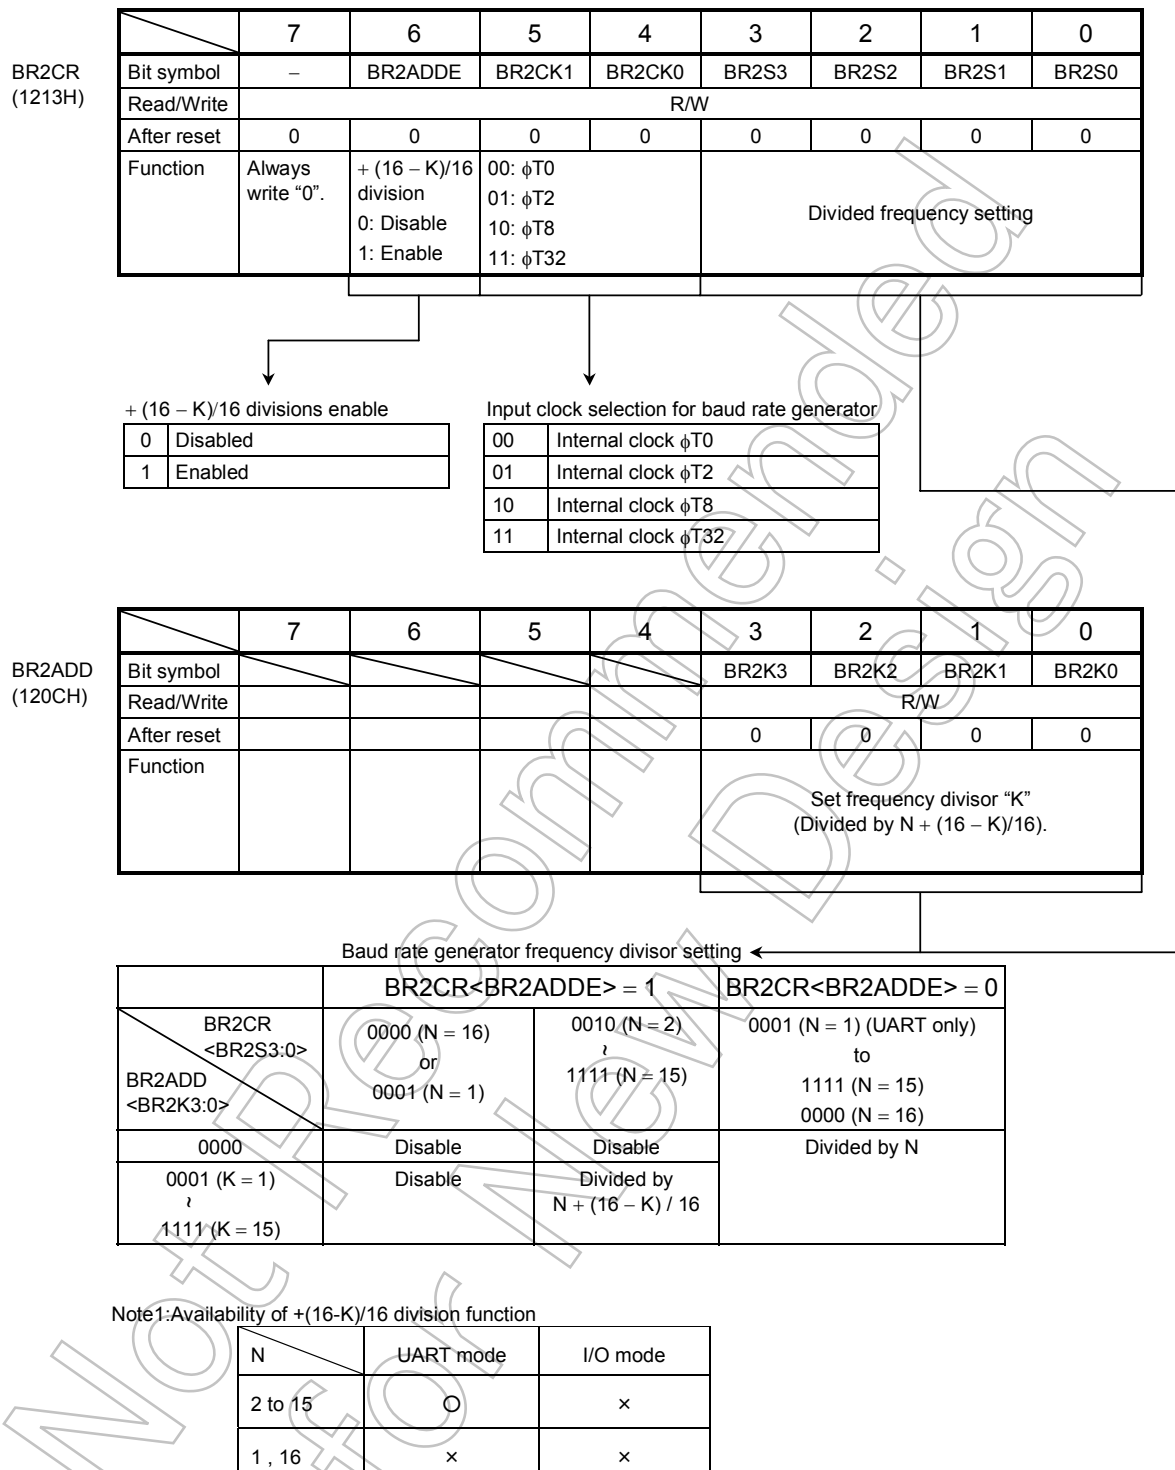 7 6 5 4 3 2 1 0
BR2CR
(1213H)
Bit symbol – BR2ADDE BR2CK1 BR2CK0 BR2S3 BR2S2 BR2S1 BR2S0
Read/Write R/W
After reset 0 0 0 0 0 0 0 0
Function
Always
write “0”.
+ (16 – K)/16
division
0: Disable
1: Enable
00: ϕT0
01: ϕT2
10: ϕT8
11: ϕT32
Divided frequency setting
+ (16 – K)/16 divisions enable
0 Disabled
1 Enabled
Input clock selection for baud rate generator
00 Internal clock ϕT0
01 Internal clock ϕT2
10 Internal clock ϕT8
11 Internal clock ϕT32
7 6 5 4 3 2 1 0
BR2ADD
(120CH)
Bit symbol BR2K3 BR2K2 BR2K1 BR2K0
Read/Write R/W
After reset 0 0 0 0
Function
Set frequency divisor “K”
(Divided by N + (16 – K)/16).
Baud rate generator frequency divisor setting
BR2CR<BR2ADDE> = 1 BR2CR<BR2ADDE> = 0
BR2CR
<BR2S3:0>
BR2ADD
<BR2K3:0>
0000 (N = 16)
or
0001 (N = 1)
0010 (N = 2)
~
1111 (N = 15)
0001 (N = 1) (UART only)
to
1111 (N = 15)
0000 (N = 16)
0000 Disable Disable Divided by N
0001 (K = 1)
~
1111 (K = 15)
Disable
Divided by
N + (16 – K) / 16
Note1:Availability of +(16-K)/16 division function
N UART mode I/O mode
2 to 15 ○ ×
1 , 16 × ×
Not Recommended
for New Design